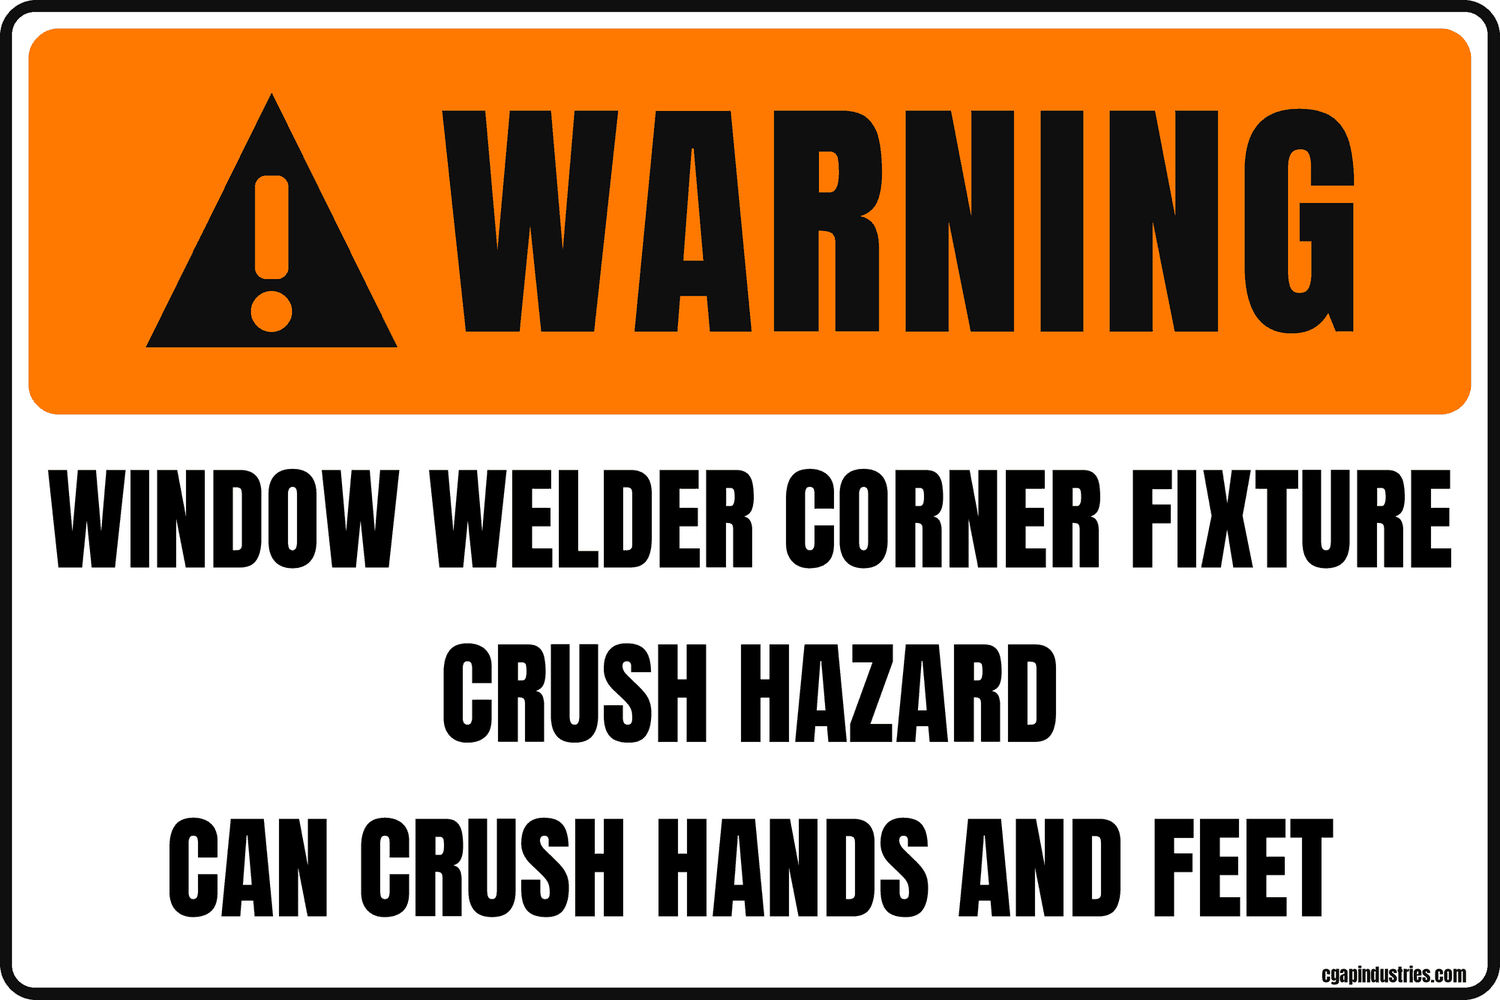 WARNING
WINDOW WELDER CORNER FIXTURE
CRUSH HAZARD
CAN CRUSH HANDS AND FEET
cgapindustries.com